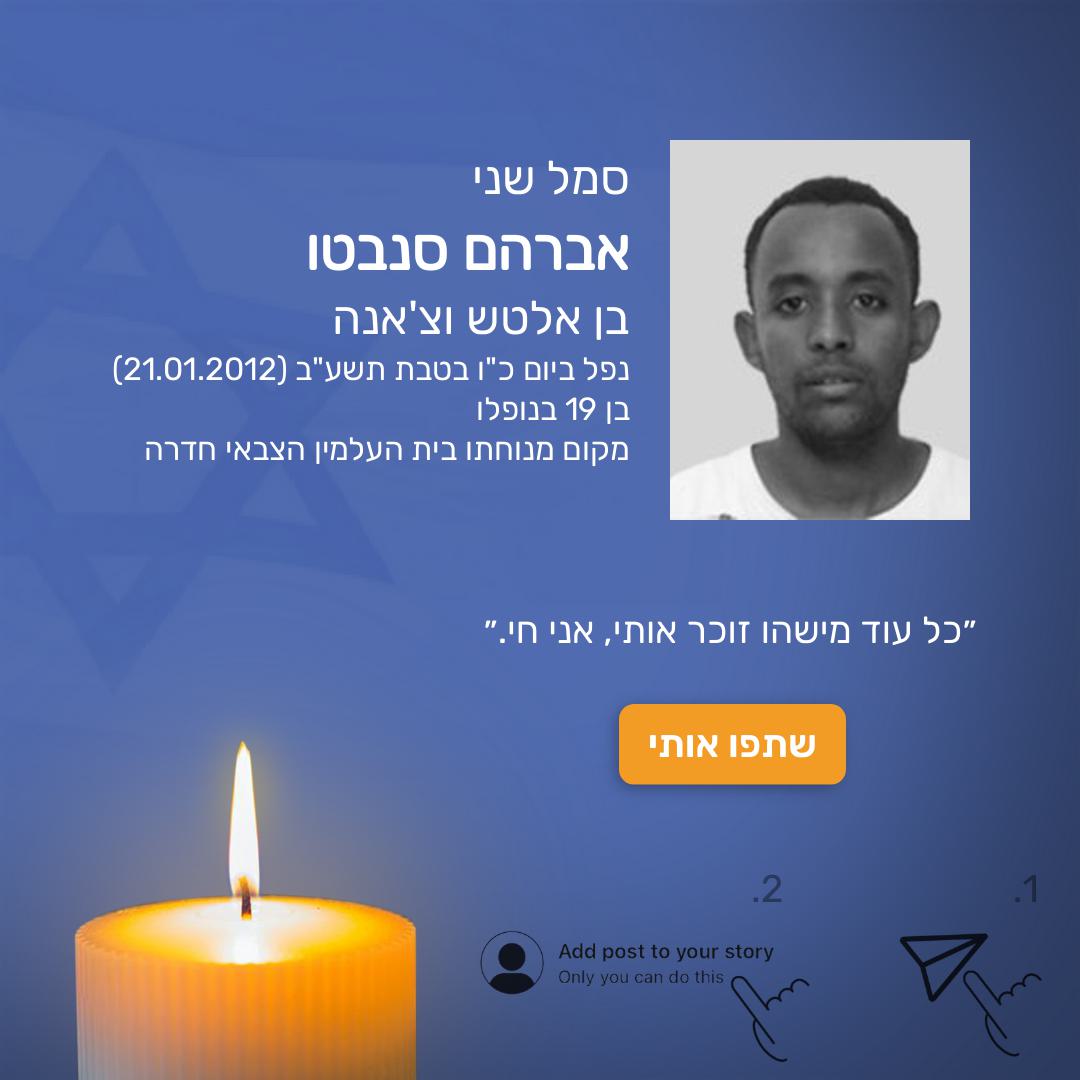 סמל שני
אברהם סנבטו
בן אלטש וצ'אנה
נפל ביום כ"ו בטבת תשע"ב (21.01.2012)
בן 19 בנופלו
מקום מנוחתו בית העלמין הצבאי חדרה
״כל עוד מישהו זוכר אותי, אני חי.״
שתפו אותי
1.
2.
Add post to your story
Only you can do this